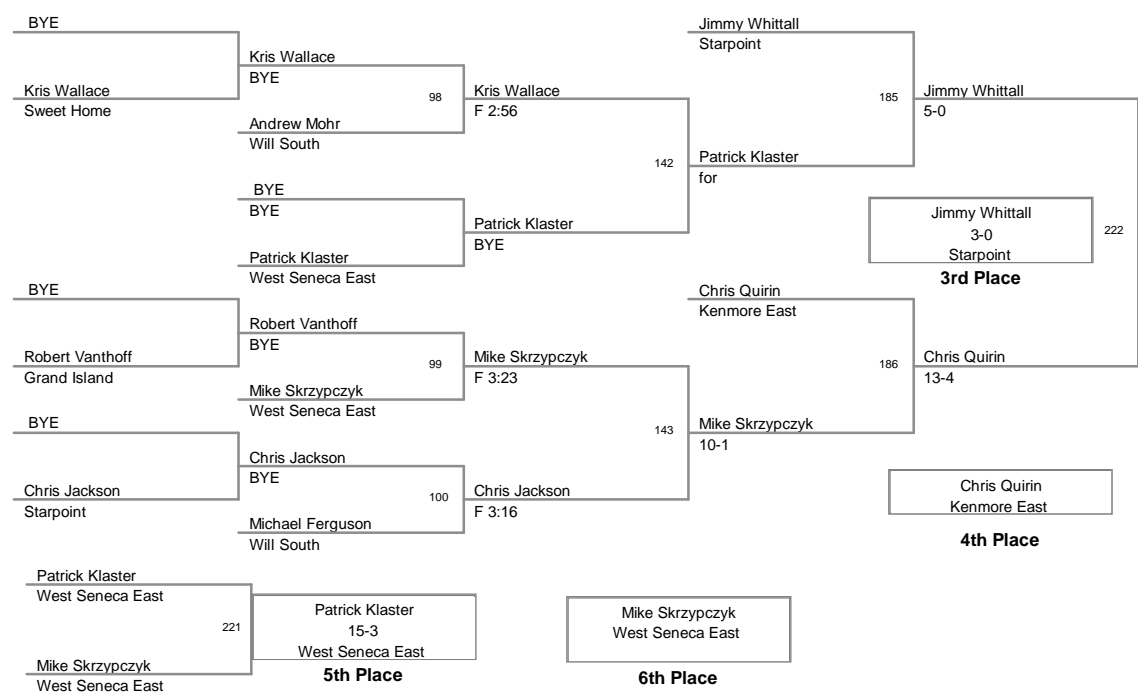 BYE
Kris Wallace
Sweet Home
Kris Wallace
BYE
98
Andrew Mohr
Will South
Kris Wallace
F 2:56
BYE
BYE
Patrick Klaster
West Seneca East
Patrick Klaster
BYE
142
Jimmy Whittall
Starpoint
Patrick Klaster
for
185
Jimmy Whittall
5-0
Jimmy Whittall
3-0
Starpoint
3rd Place
222
BYE
Robert Vanthoff
Grand Island
Robert Vanthoff
BYE
99
Mike Skrzypczyk
West Seneca East
Mike Skrzypczyk
F 3:23
BYE
Chris Jackson
Starpoint
Chris Jackson
BYE
100
Michael Ferguson
Will South
Chris Jackson
F 3:16
143
Chris Quirin
Kenmore East
Mike Skrzypczyk
10-1
186
Chris Quirin
13-4
Chris Quirin
Kenmore East
4th Place
Patrick Klaster
West Seneca East
221
Mike Skrzypczyk
West Seneca East
Patrick Klaster
15-3
West Seneca East
5th Place
Mike Skrzypczyk
West Seneca East
6th Place